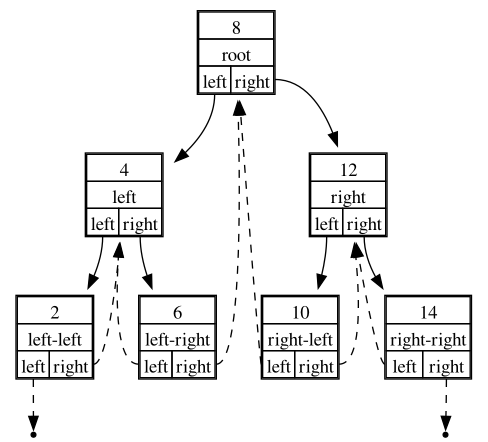 8
root
left right
4
left
left right
12
right
left right
2
left-left
left right
6
left-right
left right
10
right-left
left right
14
right-right
left right